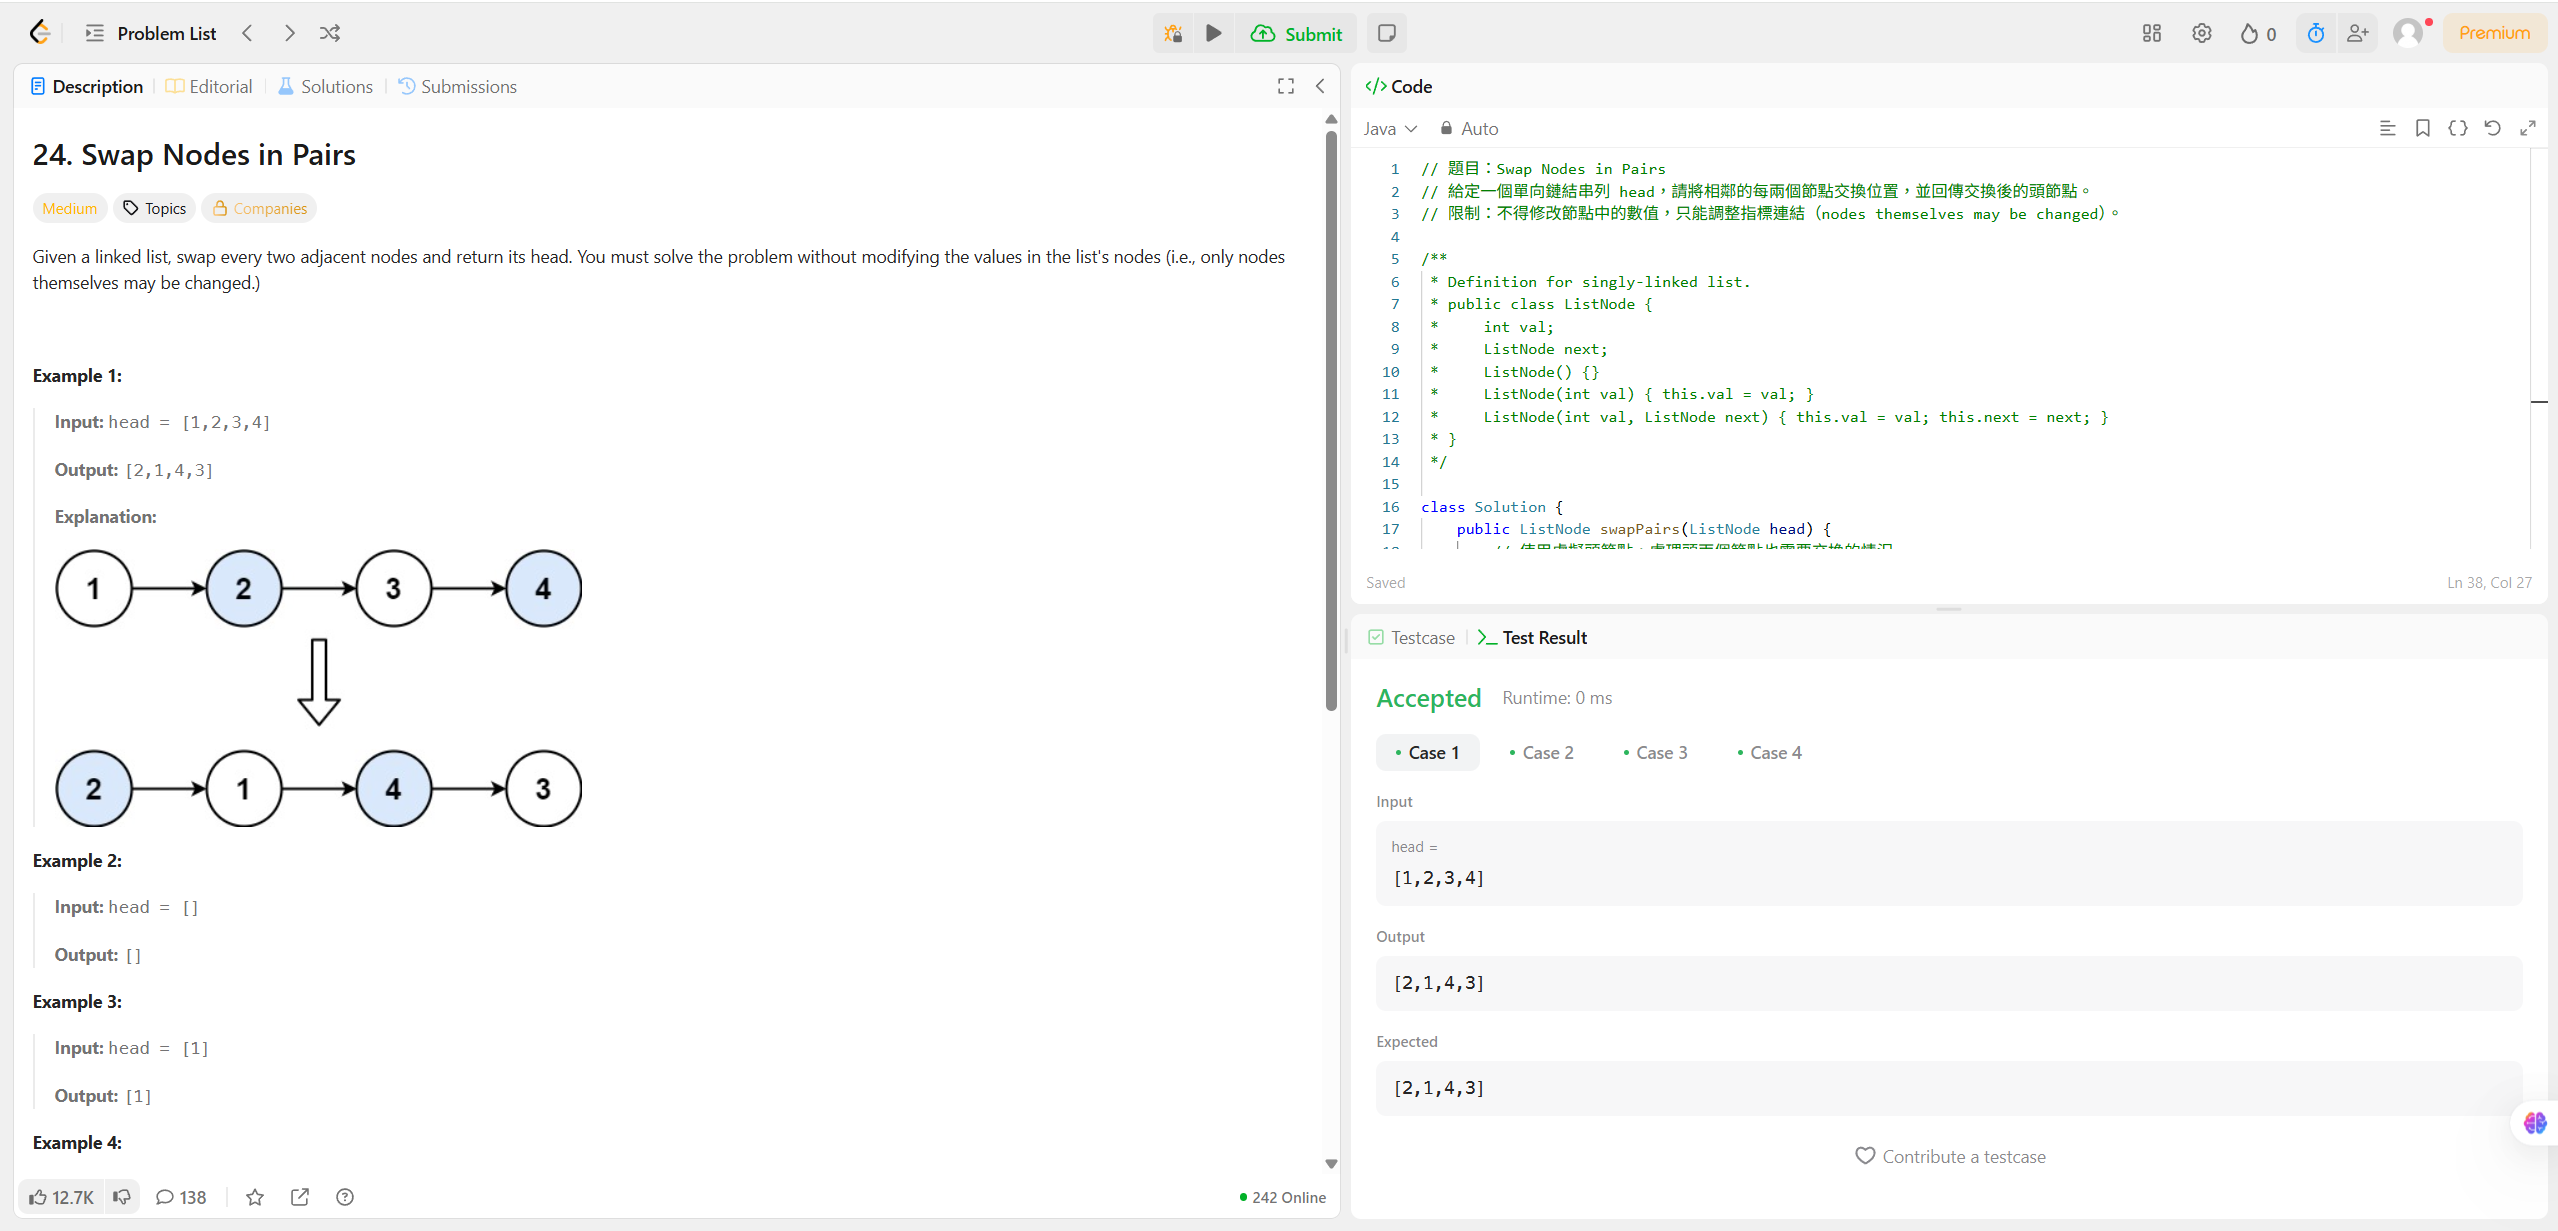 Problem List
Submit
0
Premium
Description
Editorial
Solutions
Submissions
24. Swap Nodes in Pairs
Medium
Topics
Companies
Given a linked list, swap every two adjacent nodes and return its head. You must solve the problem without modifying the values in the list's nodes (i.e., only nodes
themselves may be changed.)
Example 1:
Input: head = [1,2,3,4]
Output: [2,1,4,3]
Explanation:
1 2 3 4
2 1 4 3
Example 2:
Input: head = []
Output: []
Example 3:
Input: head = [1]
Output: [1]
Example 4:
12.7K
138
242 Online
</> Code
Java
Auto
1 // 題目：Swap Nodes in Pairs
2 // 給定一個單向鏈結串列 head，請將相鄰的每兩個節點交換位置，並回傳交換後的頭節點。
3 // 限制：不得修改節點中的數值，只能調整指標連結（nodes themselves may be changed）。
4
5 /**
6 * Definition for singly-linked list.
7 * public class ListNode {
8 *     int val;
9 *     ListNode next;
10 *     ListNode() {}
11 *     ListNode(int val) { this.val = val; }
12 *     ListNode(int val, ListNode next) { this.val = val; this.next = next; }
13 * }
14 */
15
16 class Solution {
17     public ListNode swapPairs(ListNode head) {
Saved
Ln 38, Col 27
Testcase
>_ Test Result
Accepted
Runtime: 0 ms
Case 1
Case 2
Case 3
Case 4
Input
head =
[1,2,3,4]
Output
[2,1,4,3]
Expected
[2,1,4,3]
Contribute a testcase